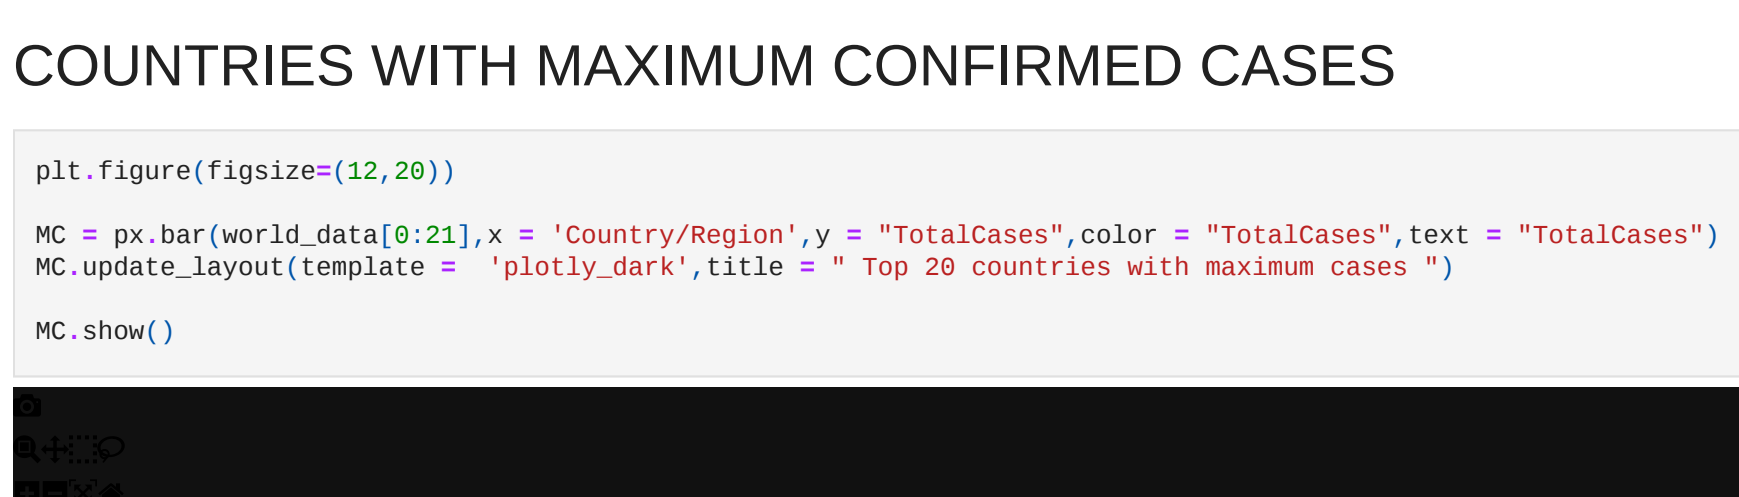 COUNTRIES WITH MAXIMUM CONFIRMED CASES
plt.figure(figsize=(12,20))
MC = px.bar(world_data[0:21],x = 'Country/Region',y = "TotalCases",color = "TotalCases",text = "TotalCases")
MC.update_layout(template =  'plotly_dark',title = " Top 20 countries with maximum cases ")
MC.show()